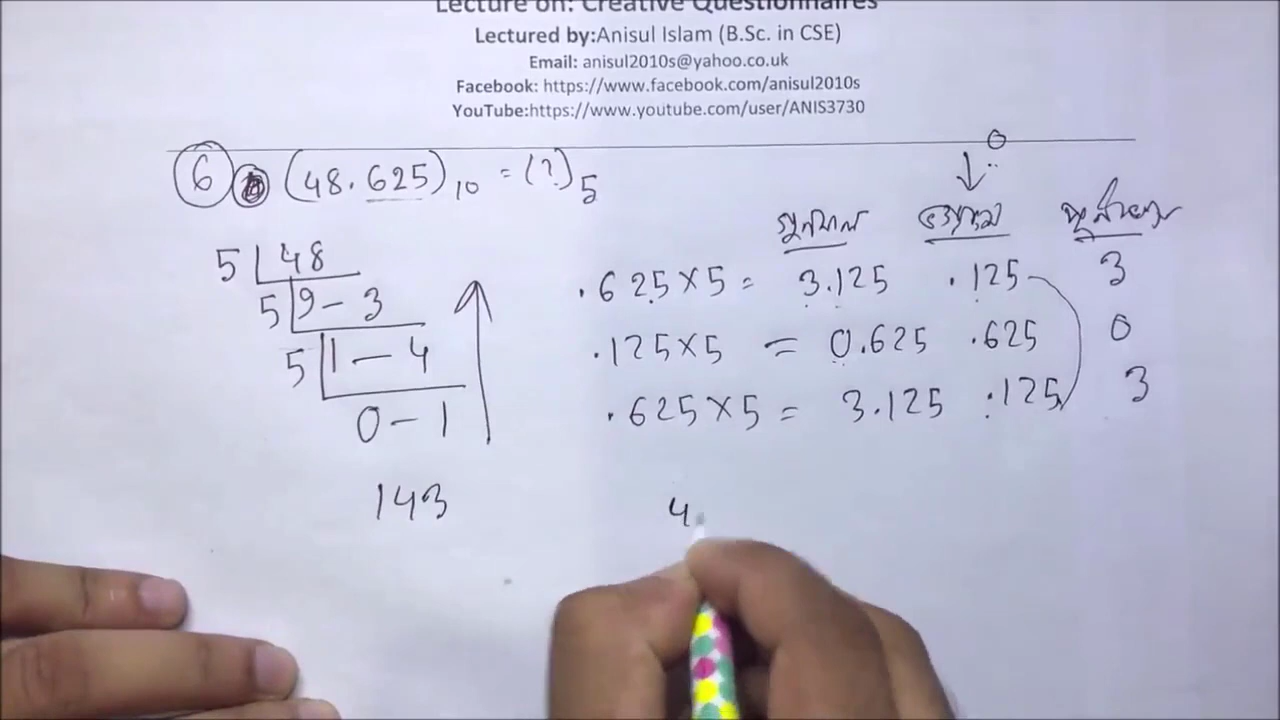 Lecture on: Creative Questionnaires
Lectured by:Anisul Islam (B.Sc. in CSE)
Email: anisul2010s@yahoo.co.uk
Facebook: https://www.facebook.com/anisul2010s
YouTube:https://www.youtube.com/user/ANIS3730
6 (48.625)10 = (?)5
5 48
5 9 – 3
5 1 – 4
0 – 1
143
গুনফল ভগ্নাংশ পূর্ণাংশ
.625×5= 3.125 .125 3
.125×5 = 0.625 .625 0
.625×5= 3.125 .125 3
4